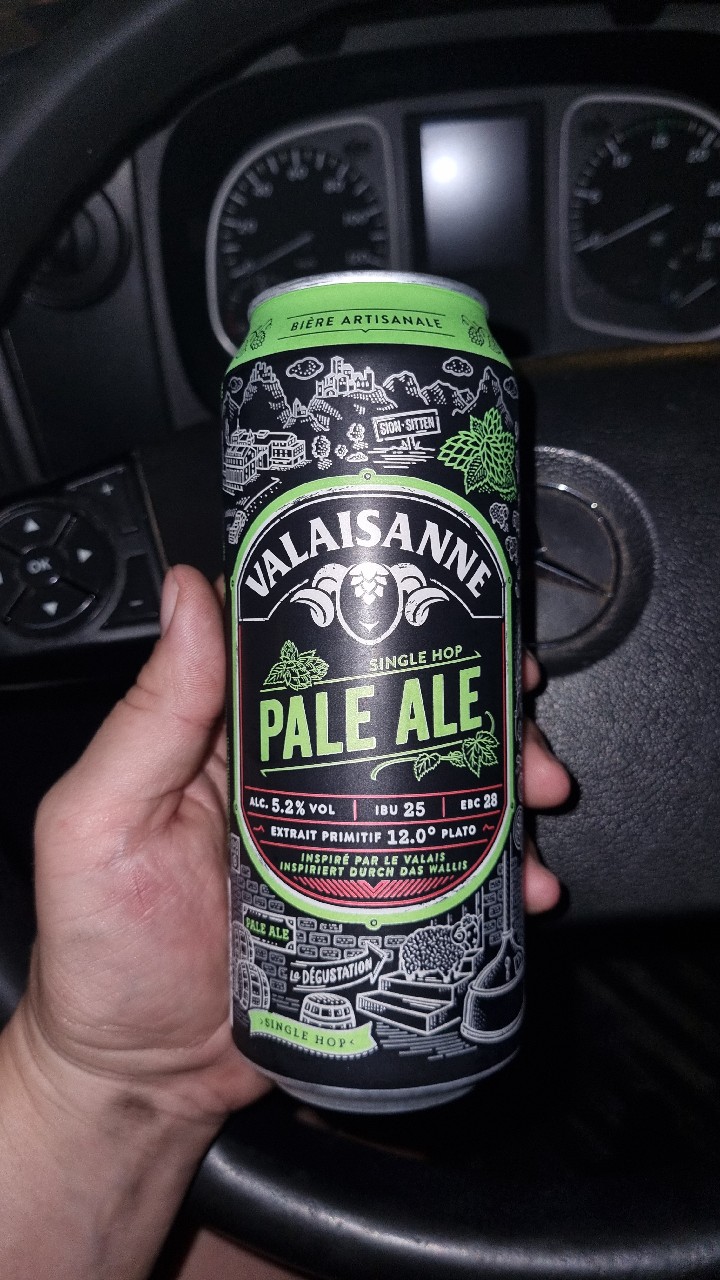 BIÈRE ARTISANALE
SION-SITTEN
VALAISANNE
SINGLE HOP
PALE ALE
ALC. 5.2% VOL | IBU 25 | EBC 28
EXTRAIT PRIMITIF 12.0° PLATO
INSPIRÉ PAR LE VALAIS
INSPIRIERT DURCH DAS WALLIS
PALE ALE
La DÉGUSTATION
SINGLE HOP
OK
+
-